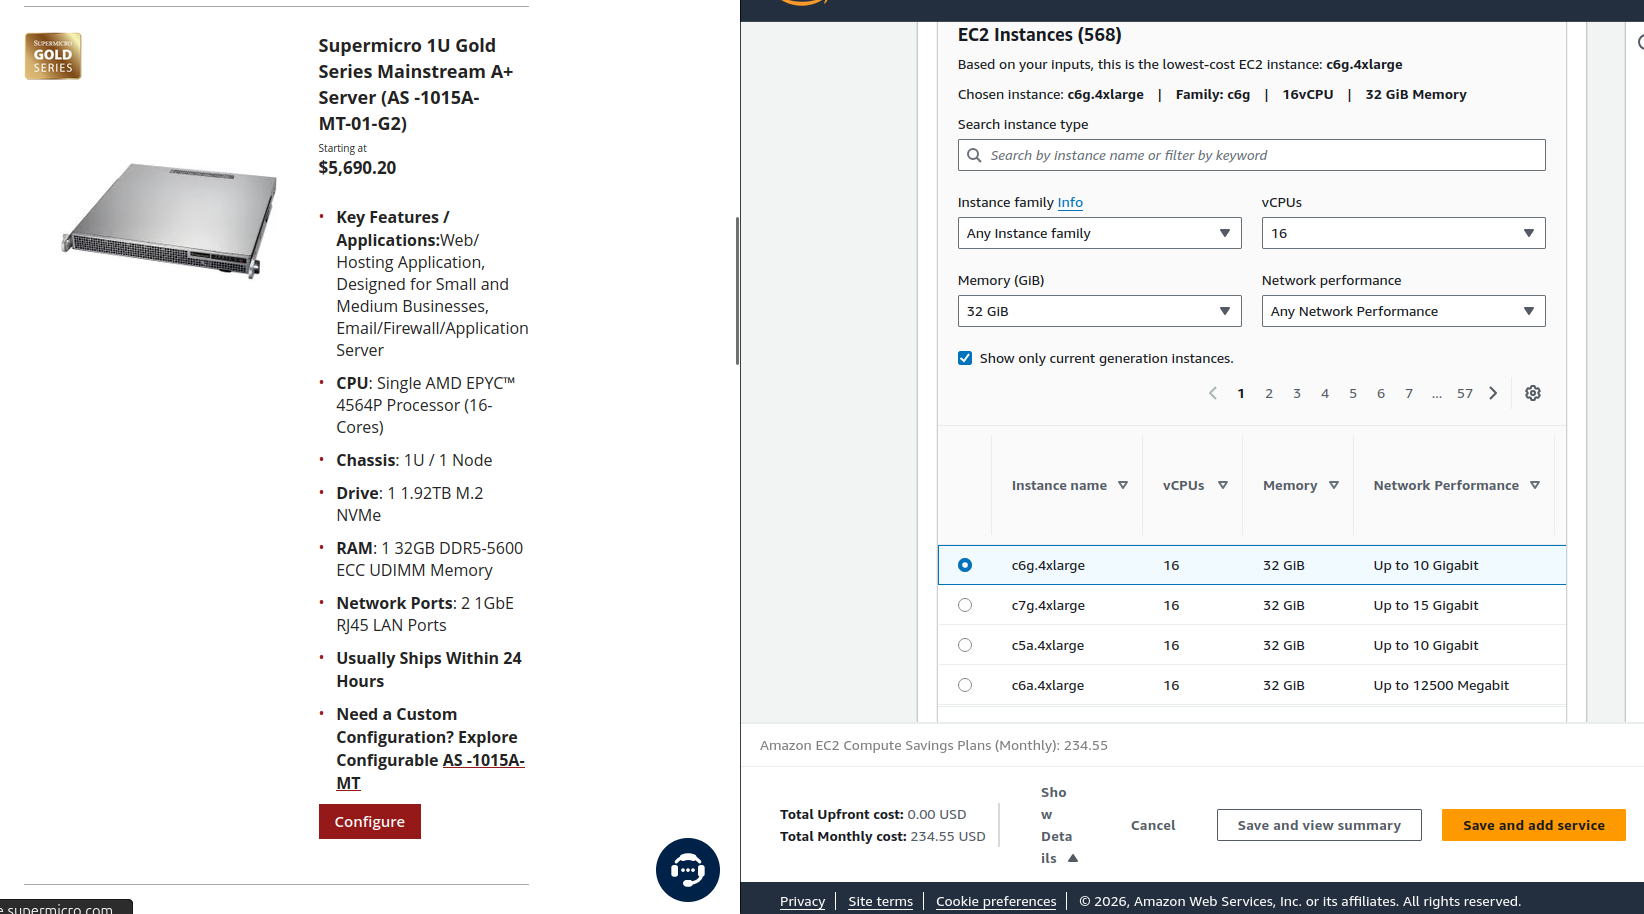 SUPERMICRO
GOLD
SERIES
Supermicro 1U Gold
Series Mainstream A+
Server (AS -1015A-
MT-01-G2)
Starting at
$5,690.20
• Key Features /
Applications:Web/
Hosting Application,
Designed for Small and
Medium Businesses,
Email/Firewall/Application
Server
• CPU: Single AMD EPYC™
4564P Processor (16-
Cores)
• Chassis: 1U / 1 Node
• Drive: 1 1.92TB M.2
NVMe
• RAM: 1 32GB DDR5-5600
ECC UDIMM Memory
• Network Ports: 2 1GbE
RJ45 LAN Ports
• Usually Ships Within 24
Hours
• Need a Custom
Configuration? Explore
Configurable AS -1015A-
MT
Configure
EC2 Instances (568)
Based on your inputs, this is the lowest-cost EC2 instance: c6g.4xlarge
Chosen instance: c6g.4xlarge | Family: c6g | 16vCPU | 32 GiB Memory
Search instance type
Search by instance name or filter by keyword
Instance family Info
vCPUs
Any Instance family
16
Memory (GiB)
Network performance
32 GiB
Any Network Performance
Show only current generation instances.
1 2 3 4 5 6 7 ... 57
Instance name vCPUs Memory Network Performance
c6g.4xlarge 16 32 GiB Up to 10 Gigabit
c7g.4xlarge 16 32 GiB Up to 15 Gigabit
c5a.4xlarge 16 32 GiB Up to 10 Gigabit
c6a.4xlarge 16 32 GiB Up to 12500 Megabit
Amazon EC2 Compute Savings Plans (Monthly): 234.55
Total Upfront cost: 0.00 USD
Total Monthly cost: 234.55 USD
Sho
w
Deta
ils
Cancel
Save and view summary
Save and add service
Privacy | Site terms | Cookie preferences | © 2026, Amazon Web Services, Inc. or its affiliates. All rights reserved.
e.supermicro.com